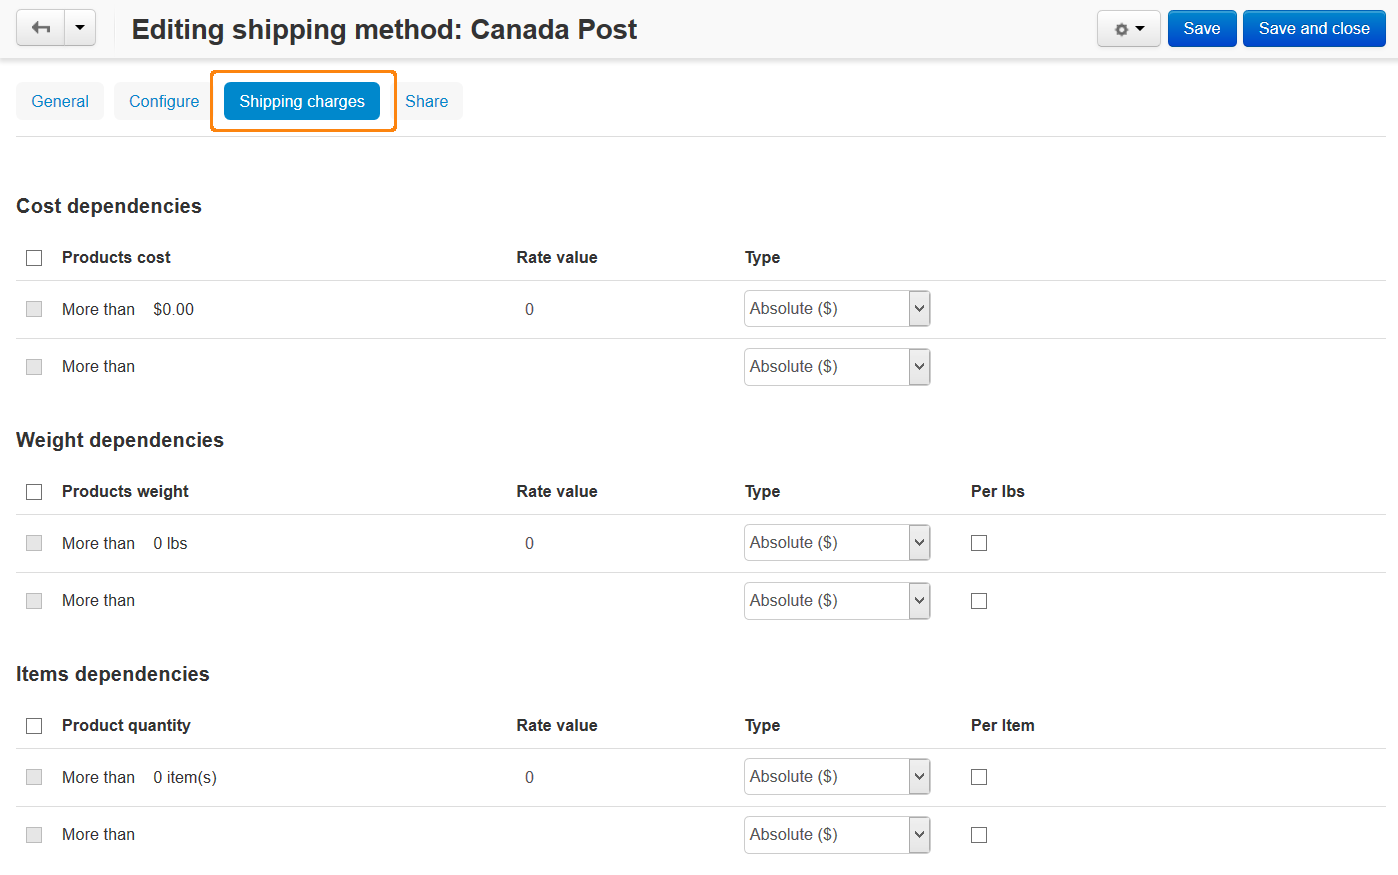 Editing shipping method: Canada Post
Save
Save and close
General
Configure
Shipping charges
Share
Cost dependencies
Products cost Rate value Type
More than $0.00 0 Absolute ($)
More than Absolute ($)
Weight dependencies
Products weight Rate value Type Per lbs
More than 0 lbs 0 Absolute ($)
More than Absolute ($)
Items dependencies
Product quantity Rate value Type Per Item
More than 0 item(s) 0 Absolute ($)
More than Absolute ($)